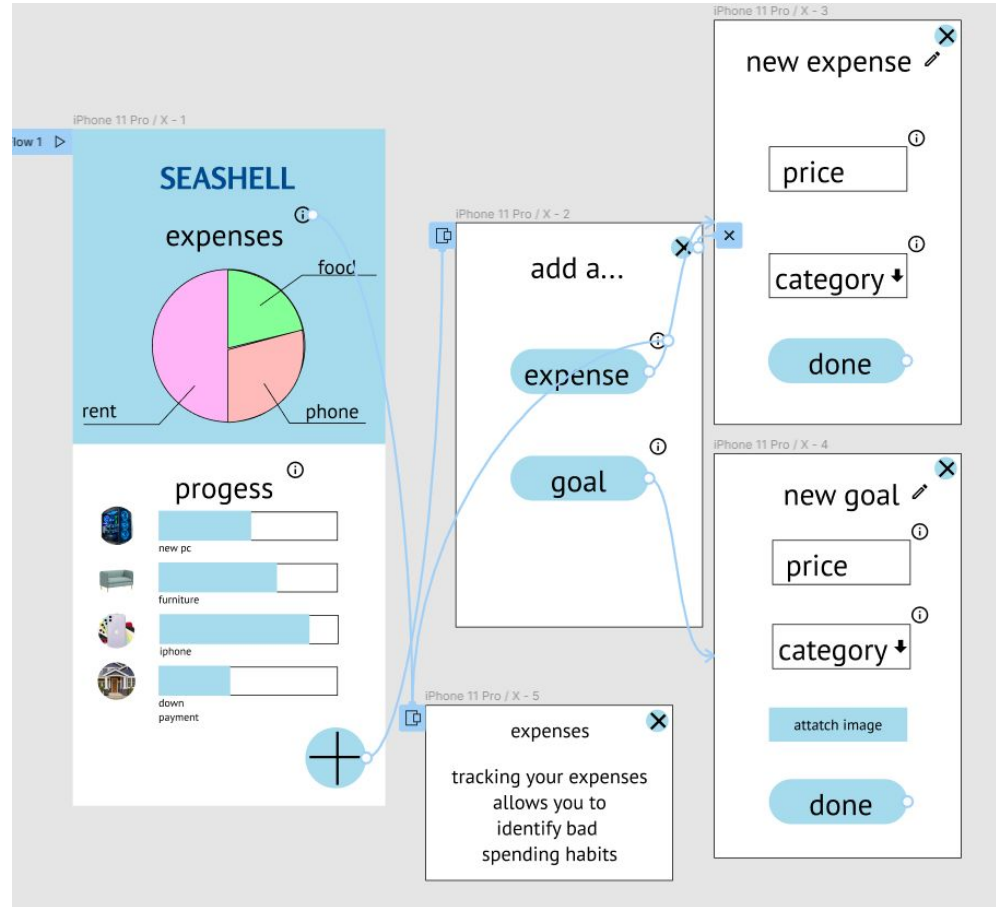 iPhone 11 Pro / X - 1
low 1
SEASHELL
expenses
food
rent
phone
progess
new pc
furniture
iphone
down
payment
iPhone 11 Pro / X - 2
add a...
expense
goal
iPhone 11 Pro / X - 5
expenses
tracking your expenses
allows you to
identify bad
spending habits
iPhone 11 Pro / X - 3
new expense
price
category
done
iPhone 11 Pro / X - 4
new goal
price
category
attatch image
done